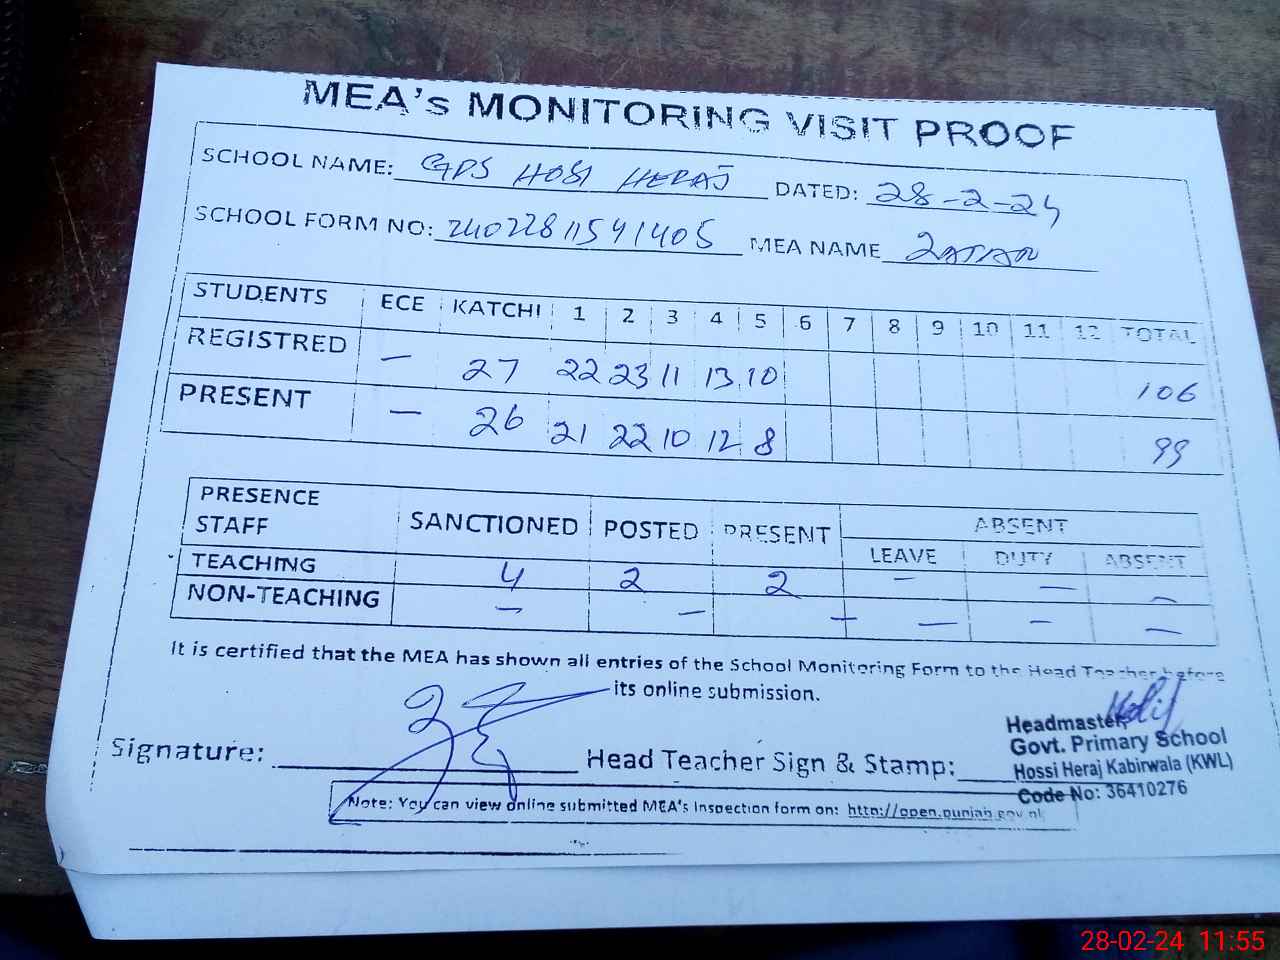 MEA's MONITORING VISIT PROOF
SCHOOL NAME: GPS HOSI HERAJ DATED: 28-2-24
SCHOOL FORM NO: 24022811541405 MEA NAME
STUDENTS ECE KATCHI 1 2 3 4 5 6 7 8 9 10 11 12 TOTAL
REGISTRED — 27 22 23 11 13 10 106
PRESENT — 26 21 22 10 12 8 99
PRESENCE STAFF SANCTIONED POSTED PRESENT ABSENT
LEAVE DUTY ABSENT
TEACHING 4 2 2 — — —
NON-TEACHING — — — — — —
It is certified that the MEA has shown all entries of the School Monitoring Form to the Head Teacher before
its online submission.
Signature: Head Teacher Sign & Stamp:
Headmaster
Govt. Primary School
Hossi Heraj Kabirwala (KWL)
Code No: 36410276
Note: You can view online submitted MEA's Inspection form on: http://open.punjab.gov.pk
28-02-24 11:55